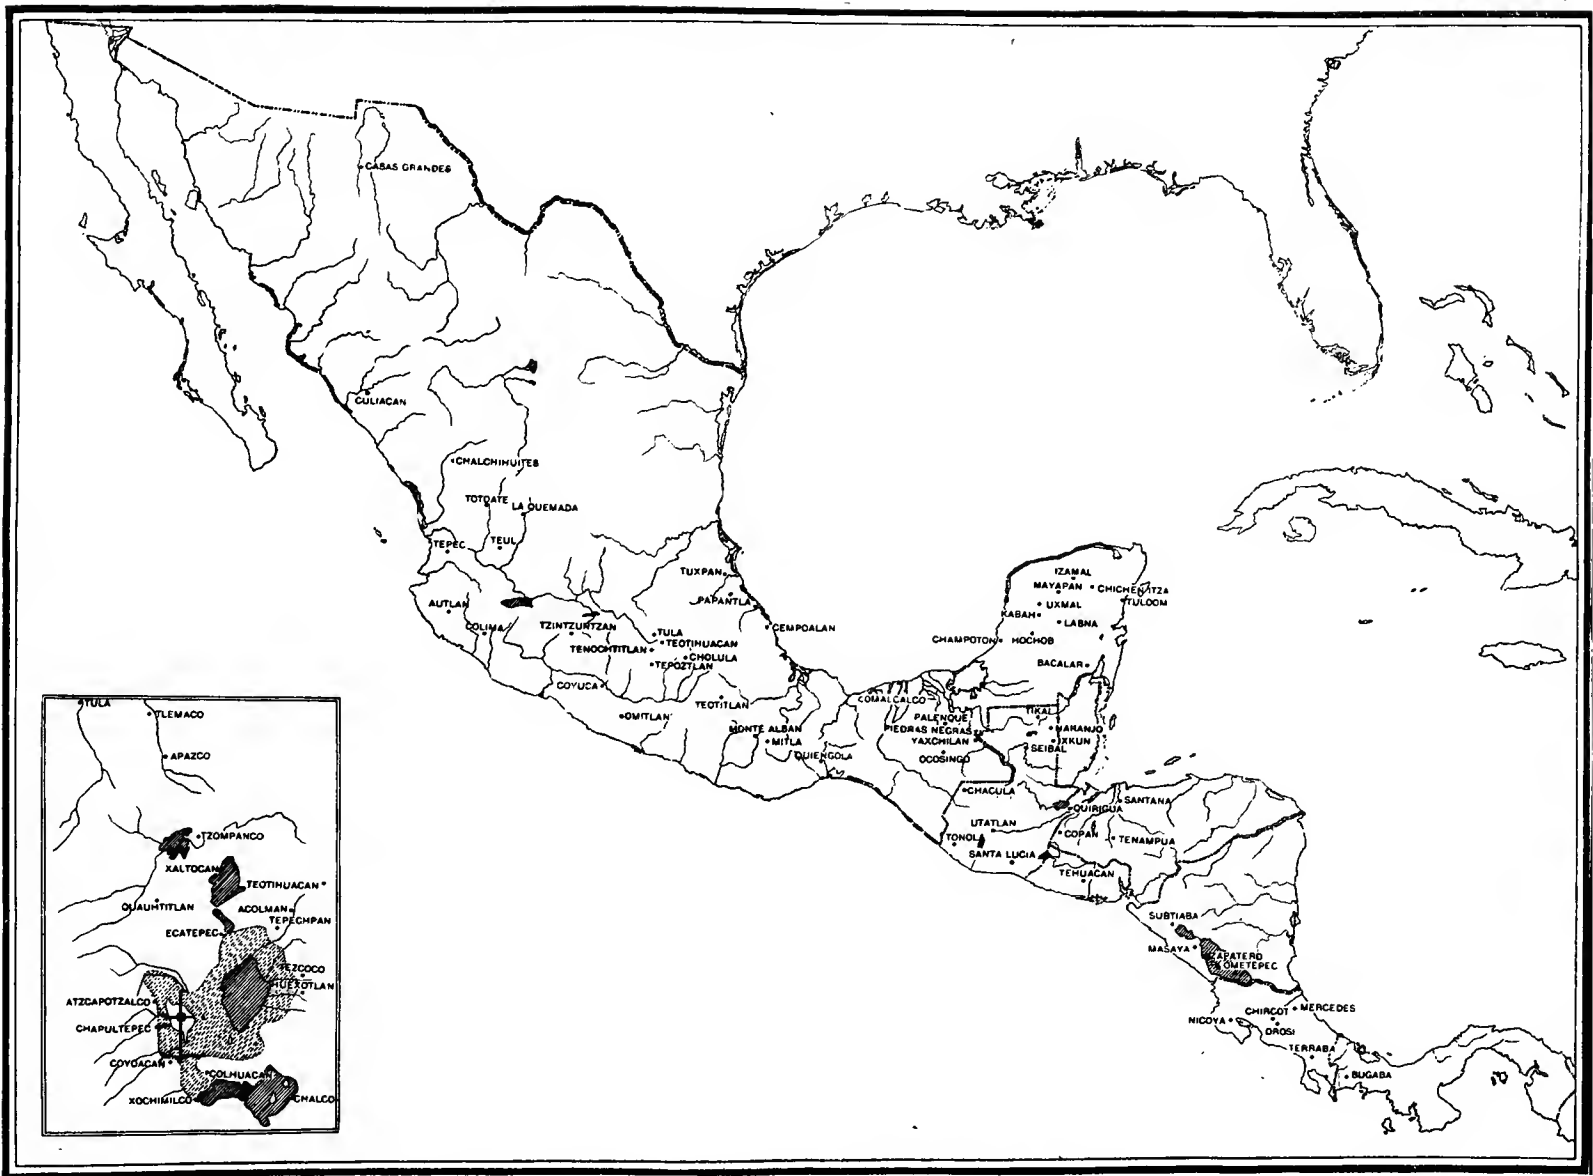 CASAS GRANDES
CULIACAN
CHALCHIHUITES
TOTOATE
LA QUEMADA
TEPEC
TEUL
TUXPAN
PAPANTLA
AUTLAN
COLIMA
TZINTZUNTZAN
TULA
CEMPOALAN
TEOTIHUACAN
TENOCHTITLAN
CHOLULA
TEPOZTLAN
COYUCA
TEOTITLAN
OMITLAN
MONTE ALBAN
MITLA
QUIENGOLA
IZAMAL
MAYAPAN
CHICHEN ITZA
TULOOM
UXMAL
KABAH
LABNA
CHAMPOTON
HOCHOB
BACALAR
COMALCALCO
PALENQUE
TIKAL
PIEDRAS NEGRAS
NARANJO
YAXCHILAN
IXKUN
SEIBAL
OCOSINGO
CHACULA
SANTANA
QUIRIGUA
UTATLAN
COPAN
TONOLA
TENAMPUA
SANTA LUCIA
TEHUACAN
SUBTIABA
MASAYA
ZAPATERO
OMETEPEC
MERCEDES
CHIRCOT
NICOYA
OROSI
TERRABA
BUGABA
TULA
TLEMACO
APAZCO
TZOMPANCO
XALTOCAN
TEOTIHUACAN
QUAUHTITLAN
ACOLMAN
TEPECHPAN
ECATEPEC
TEZCOCO
HUEXOTLAN
ATZCAPOTZALCO
CHAPULTEPEC
COYOACAN
COLHUACAN
XOCHIMILCO
CHALCO